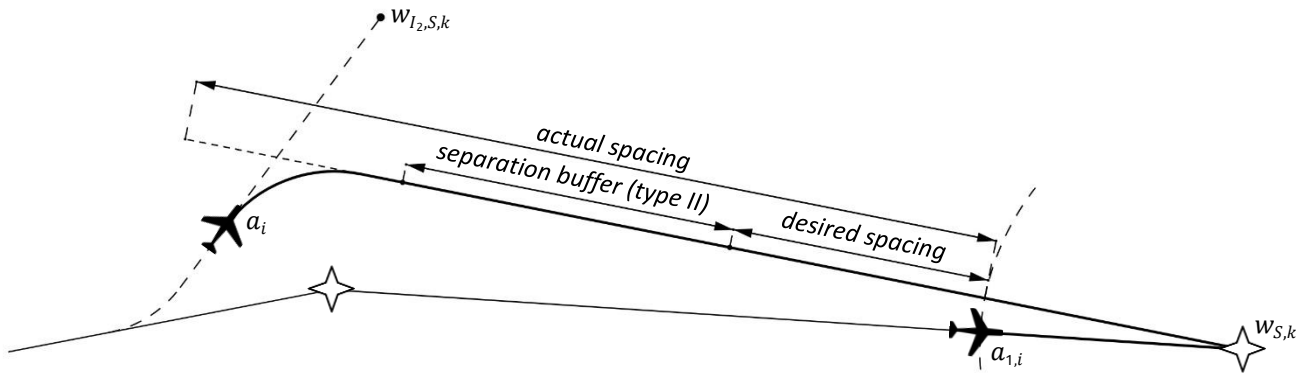 w_{I_2,S,k}
actual spacing
separation buffer (type II)
desired spacing
a_i
w_{S,k}
a_{1,i}